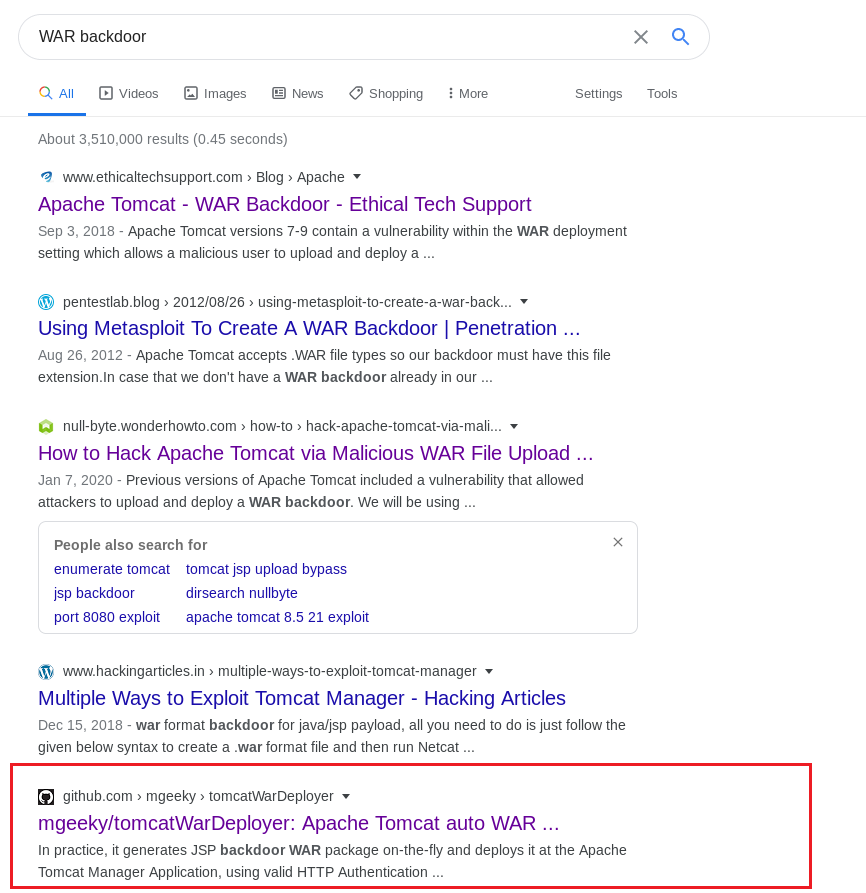 WAR backdoor
All Videos Images News Shopping More Settings Tools
About 3,510,000 results (0.45 seconds)
www.ethicaltechsupport.com › Blog › Apache
Apache Tomcat - WAR Backdoor - Ethical Tech Support
Sep 3, 2018 - Apache Tomcat versions 7-9 contain a vulnerability within the WAR deployment
setting which allows a malicious user to upload and deploy a ...
pentestlab.blog › 2012/08/26 › using-metasploit-to-create-a-war-back...
Using Metasploit To Create A WAR Backdoor | Penetration ...
Aug 26, 2012 - Apache Tomcat accepts .WAR file types so our backdoor must have this file
extension.In case that we don't have a WAR backdoor already in our ...
null-byte.wonderhowto.com › how-to › hack-apache-tomcat-via-mali...
How to Hack Apache Tomcat via Malicious WAR File Upload ...
Jan 7, 2020 - Previous versions of Apache Tomcat included a vulnerability that allowed
attackers to upload and deploy a WAR backdoor. We will be using ...
People also search for
enumerate tomcat tomcat jsp upload bypass
jsp backdoor dirsearch nullbyte
port 8080 exploit apache tomcat 8.5 21 exploit
www.hackingarticles.in › multiple-ways-to-exploit-tomcat-manager
Multiple Ways to Exploit Tomcat Manager - Hacking Articles
Dec 15, 2018 - war format backdoor for java/jsp payload, all you need to do is just follow the
given below syntax to create a .war format file and then run Netcat ...
github.com › mgeeky › tomcatWarDeployer
mgeeky/tomcatWarDeployer: Apache Tomcat auto WAR ...
In practice, it generates JSP backdoor WAR package on-the-fly and deploys it at the Apache
Tomcat Manager Application, using valid HTTP Authentication ...